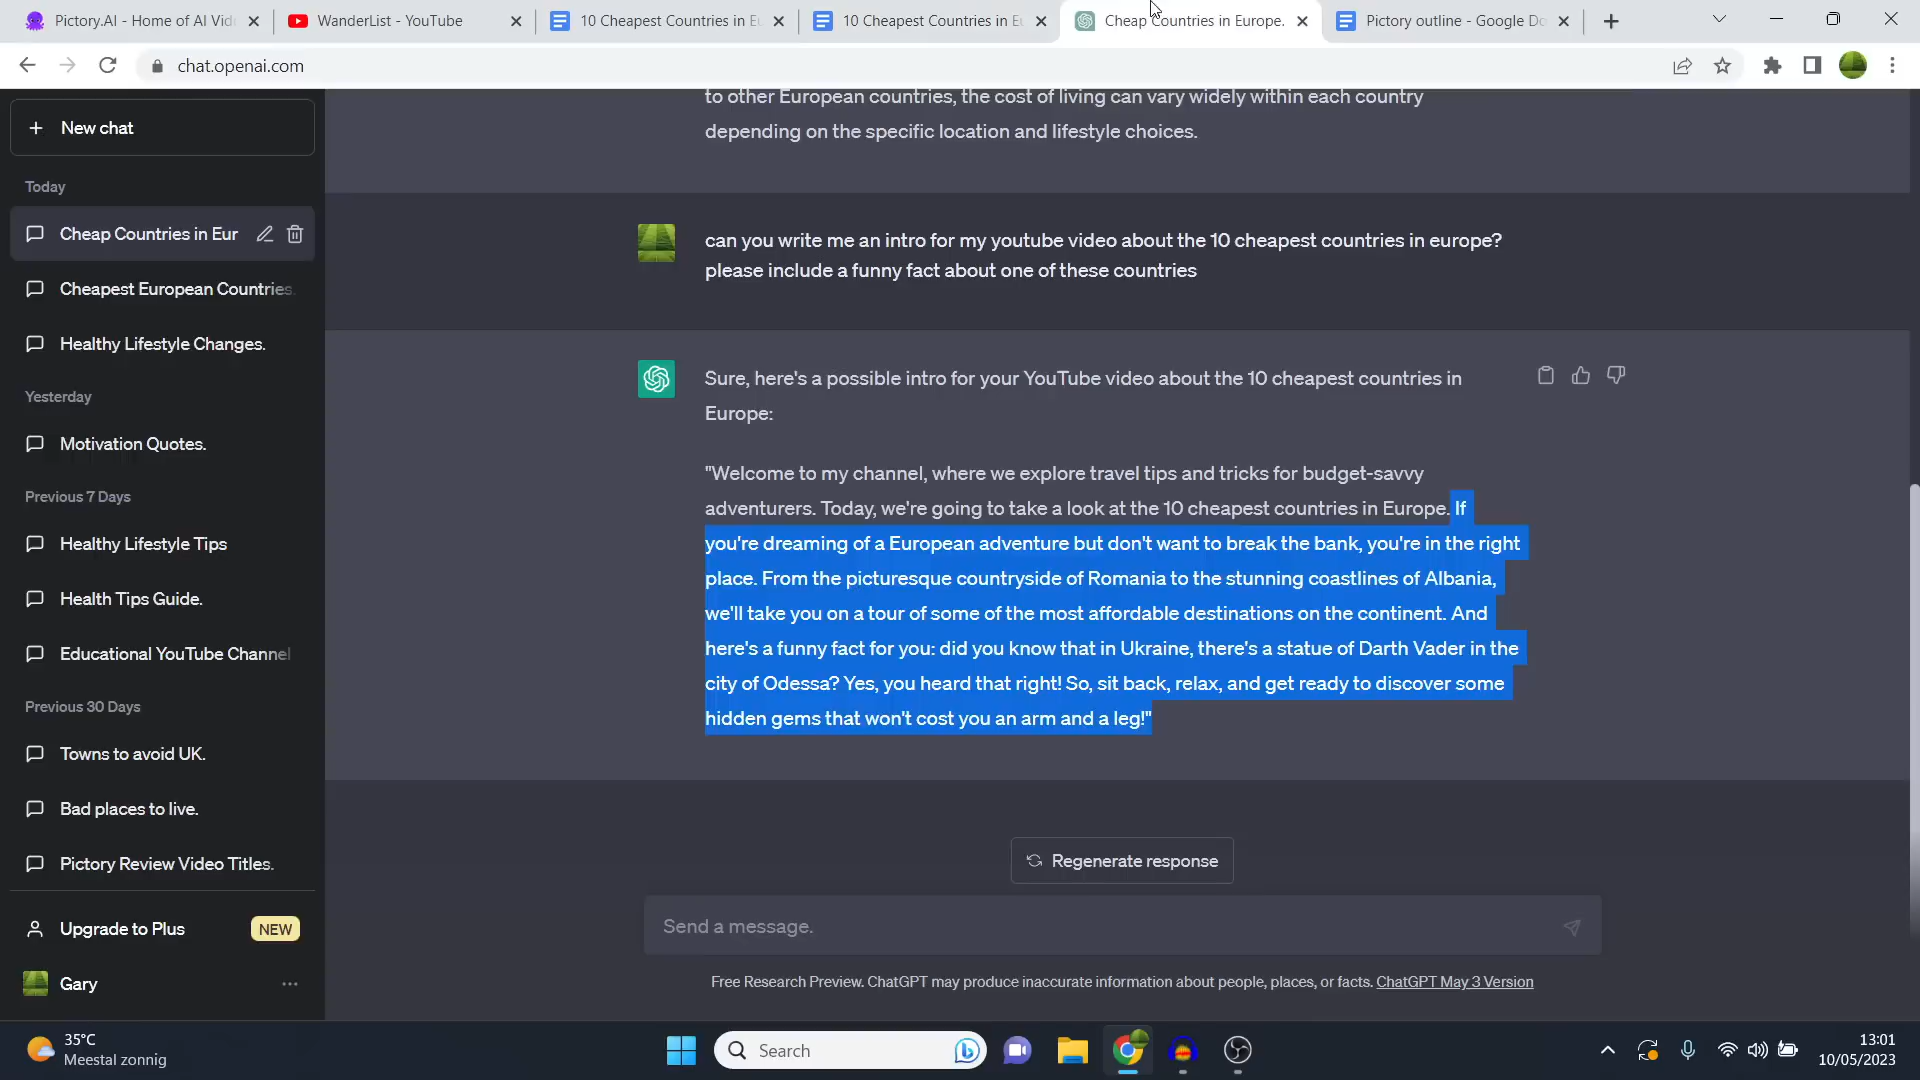 Pictory.AI - Home of AI Vid
WanderList - YouTube
10 Cheapest Countries in E
10 Cheapest Countries in E
Cheap Countries in Europe.
Pictory outline - Google Do
chat.openai.com
New chat
Today
Cheap Countries in Eur
Cheapest European Countries.
Healthy Lifestyle Changes.
Yesterday
Motivation Quotes.
Previous 7 Days
Healthy Lifestyle Tips
Health Tips Guide.
Educational YouTube Channel
Previous 30 Days
Towns to avoid UK.
Bad places to live.
Pictory Review Video Titles.
Upgrade to Plus
NEW
Gary
to other European countries, the cost of living can vary widely within each country
depending on the specific location and lifestyle choices.
can you write me an intro for my youtube video about the 10 cheapest countries in europe?
please include a funny fact about one of these countries
Sure, here's a possible intro for your YouTube video about the 10 cheapest countries in
Europe:
"Welcome to my channel, where we explore travel tips and tricks for budget-savvy
adventurers. Today, we're going to take a look at the 10 cheapest countries in Europe. If
you're dreaming of a European adventure but don't want to break the bank, you're in the right
place. From the picturesque countryside of Romania to the stunning coastlines of Albania,
we'll take you on a tour of some of the most affordable destinations on the continent. And
here's a funny fact for you: did you know that in Ukraine, there's a statue of Darth Vader in the
city of Odessa? Yes, you heard that right! So, sit back, relax, and get ready to discover some
hidden gems that won't cost you an arm and a leg!"
Regenerate response
Send a message.
Free Research Preview. ChatGPT may produce inaccurate information about people, places, or facts. ChatGPT May 3 Version
35°C
Meestal zonnig
Search
13:01
10/05/2023